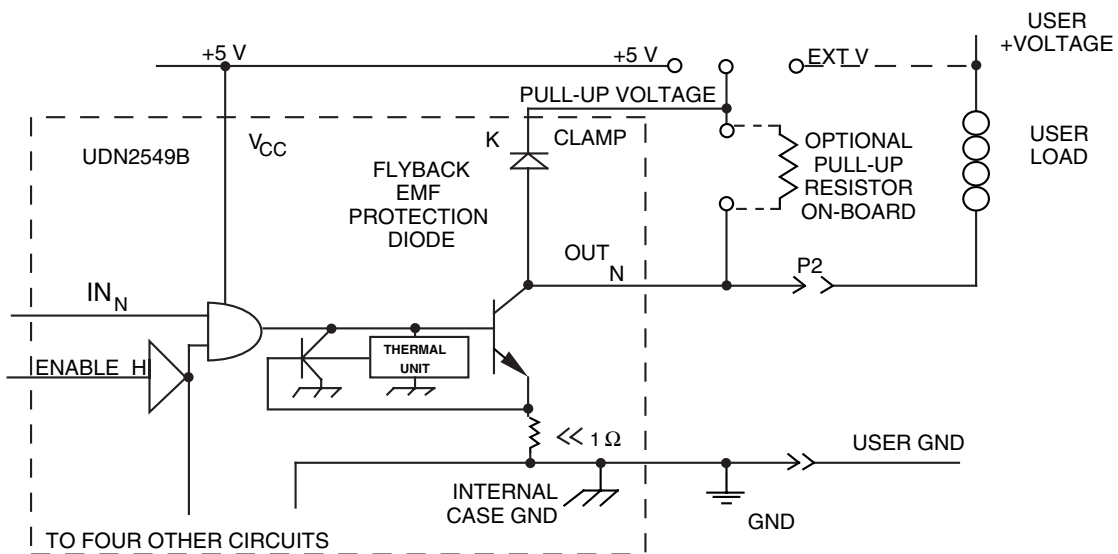 USER
+VOLTAGE
+5 V
+5 V
EXT V
PULL-UP VOLTAGE
VCC
K
CLAMP
UDN2549B
FLYBACK
EMF
PROTECTION
DIODE
OPTIONAL
PULL-UP
RESISTOR
ON-BOARD
USER
LOAD
OUT N
P2
IN N
THERMAL
UNIT
ENABLE HI
<< 1 Ω
USER GND
INTERNAL
CASE GND
GND
TO FOUR OTHER CIRCUITS